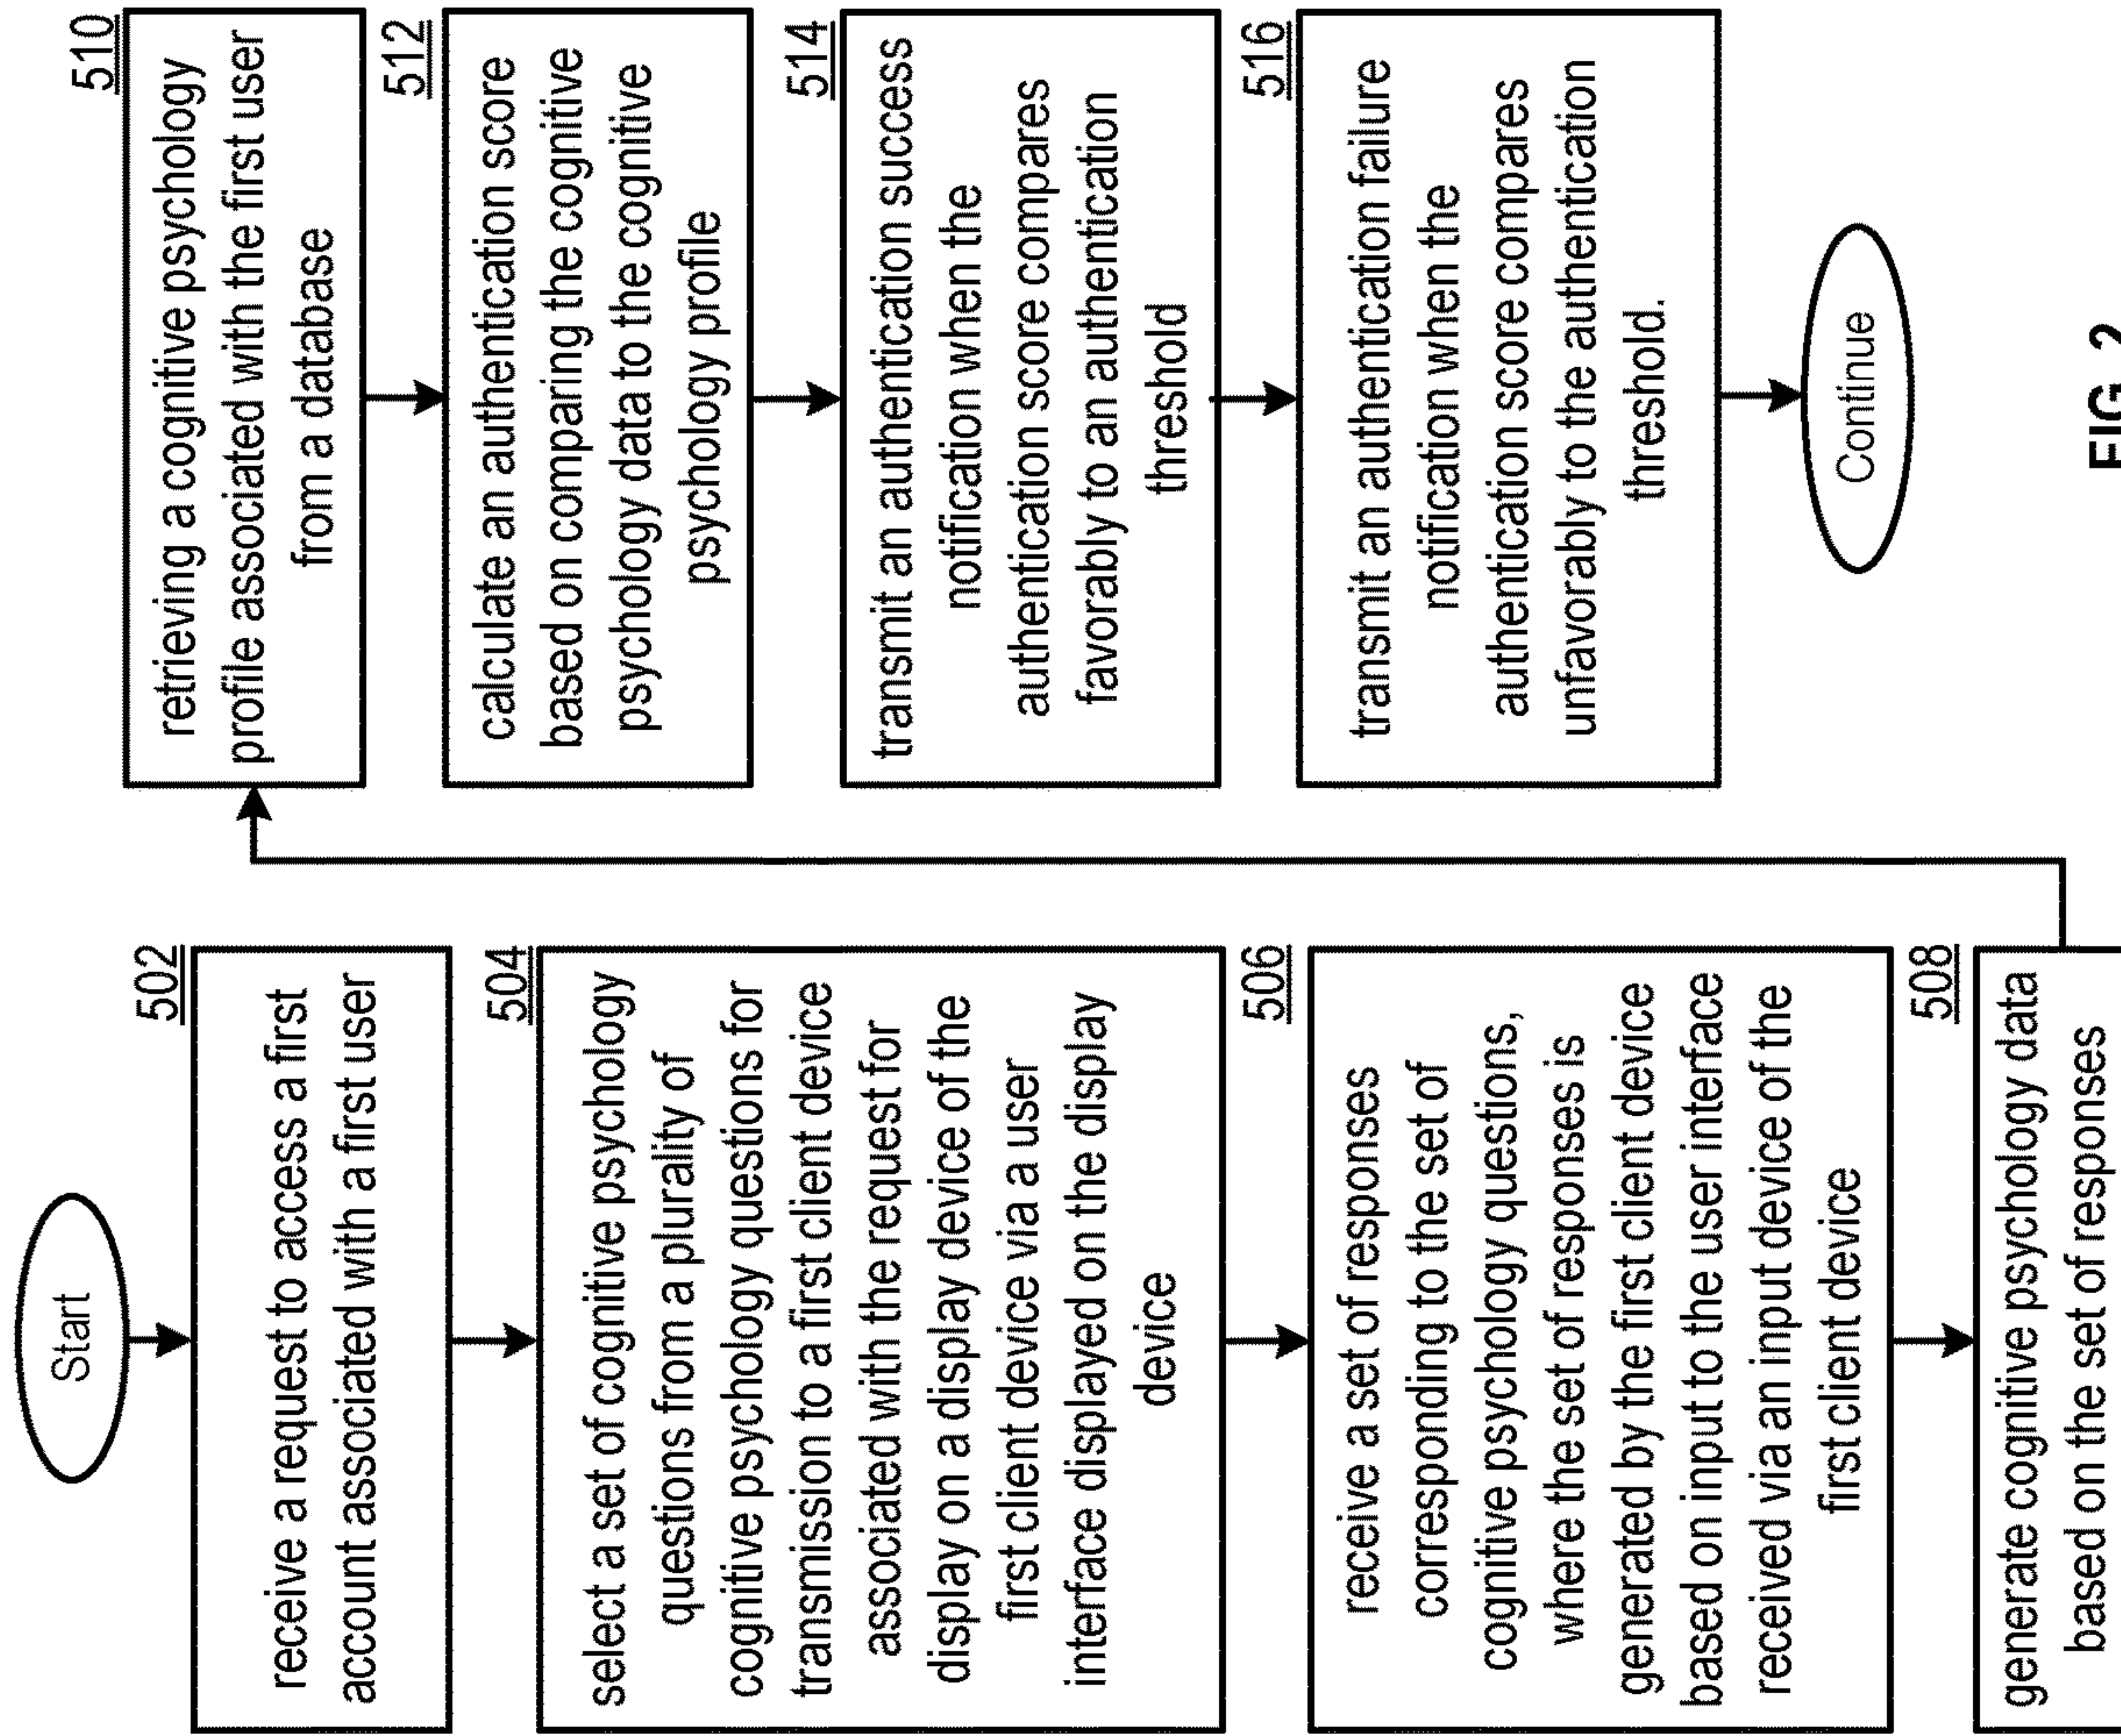 Start
502
receive a request to access a first
account associated with a first user
504
select a set of cognitive psychology
questions from a plurality of
cognitive psychology questions for
transmission to a first client device
associated with the request for
display on a display device of the
first client device via a user
interface displayed on the display
device
506
receive a set of responses
corresponding to the set of
cognitive psychology questions,
where the set of responses is
generated by the first client device
based on input to the user interface
received via an input device of the
first client device
508
generate cognitive psychology data
based on the set of responses
510
retrieving a cognitive psychology
profile associated with the first user
from a database
512
calculate an authentication score
based on comparing the cognitive
psychology data to the cognitive
psychology profile
514
transmit an authentication success
notification when the
authentication score compares
favorably to an authentication
threshold
516
transmit an authentication failure
notification when the
authentication score compares
unfavorably to the authentication
threshold.
Continue
FIG. 2